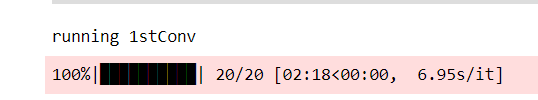 running 1stConv
100%|██████████| 20/20 [02:18<00:00,  6.95s/it]